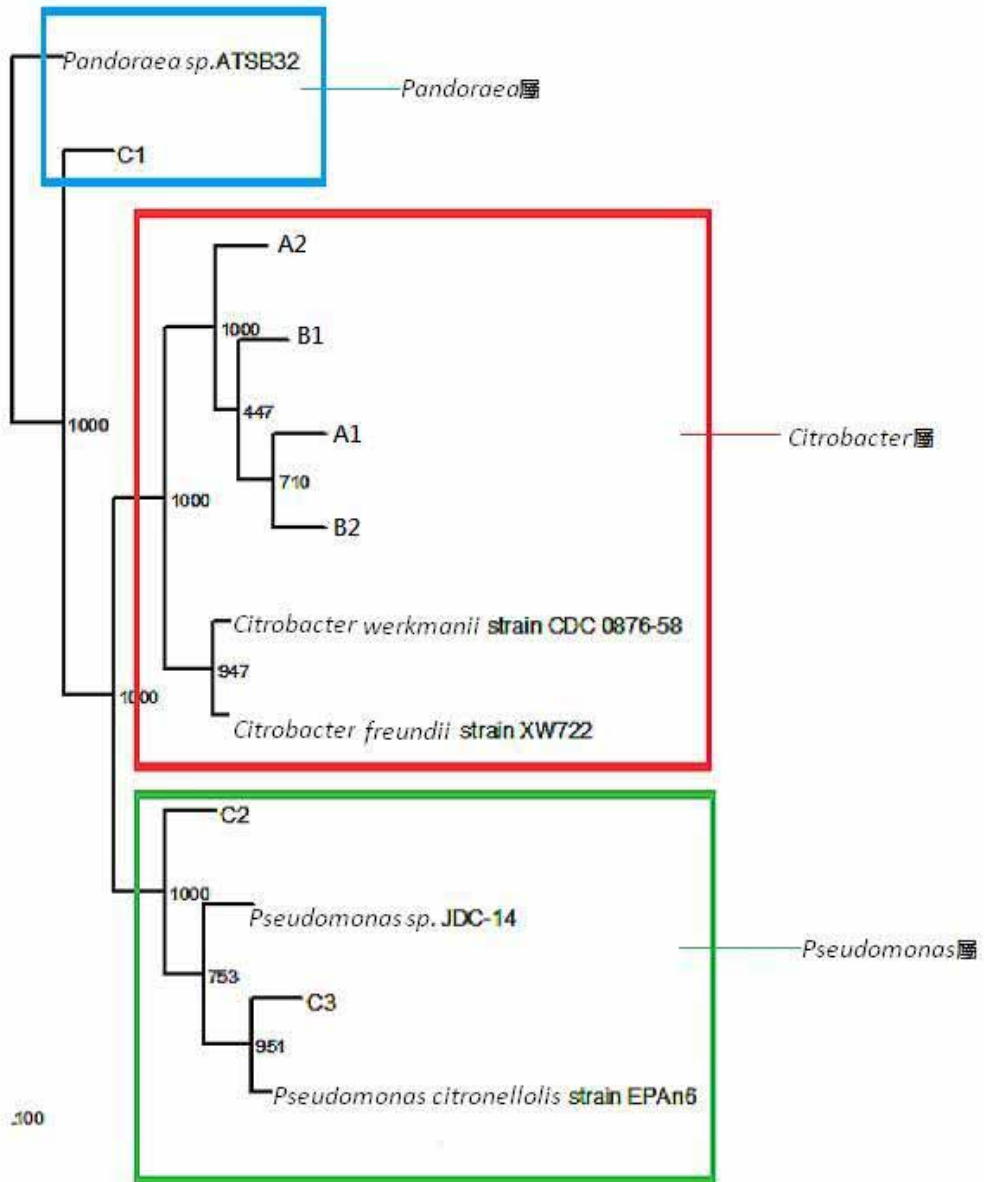 Pandoraea sp.ATSB32
Pandoraea屬
C1
A2
1000
B1
447
A1
1000
Citrobacter屬
710
1000
B2
Citrobacter werkmanii strain CDC 0876-58
947
1000
Citrobacter freundii strain XW722
C2
1000
Pseudomonas sp. JDC-14
Pseudomonas屬
753
C3
951
Pseudomonas citronellolis strain EPAn6
.100